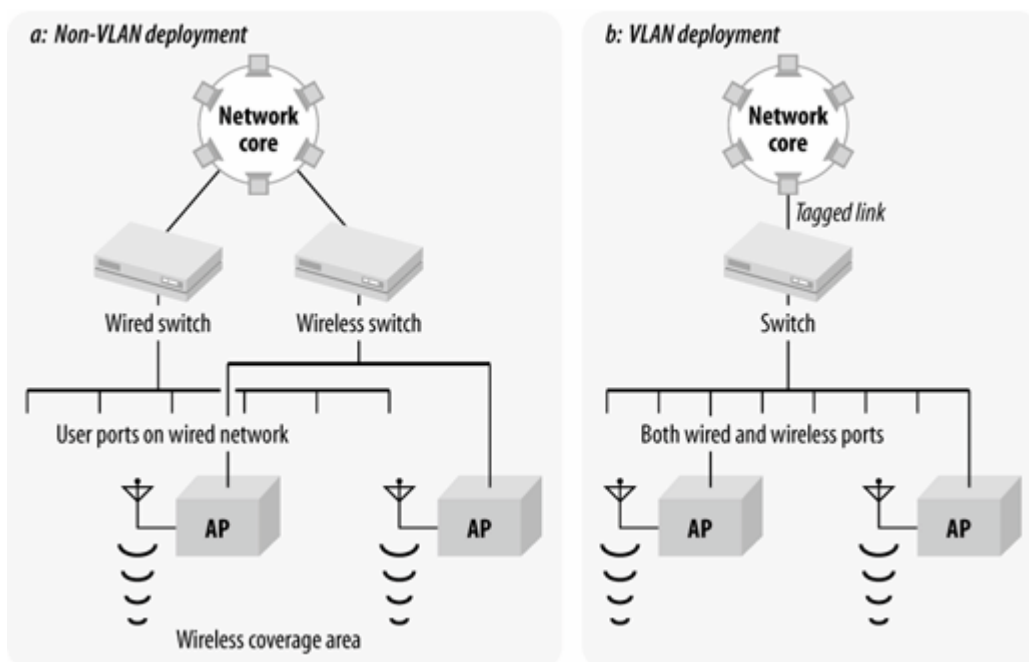 a: Non-VLAN deployment
Network
core
Wired switch
Wireless switch
User ports on wired network
AP
AP
Wireless coverage area
b: VLAN deployment
Network
core
Tagged link
Switch
Both wired and wireless ports
AP
AP